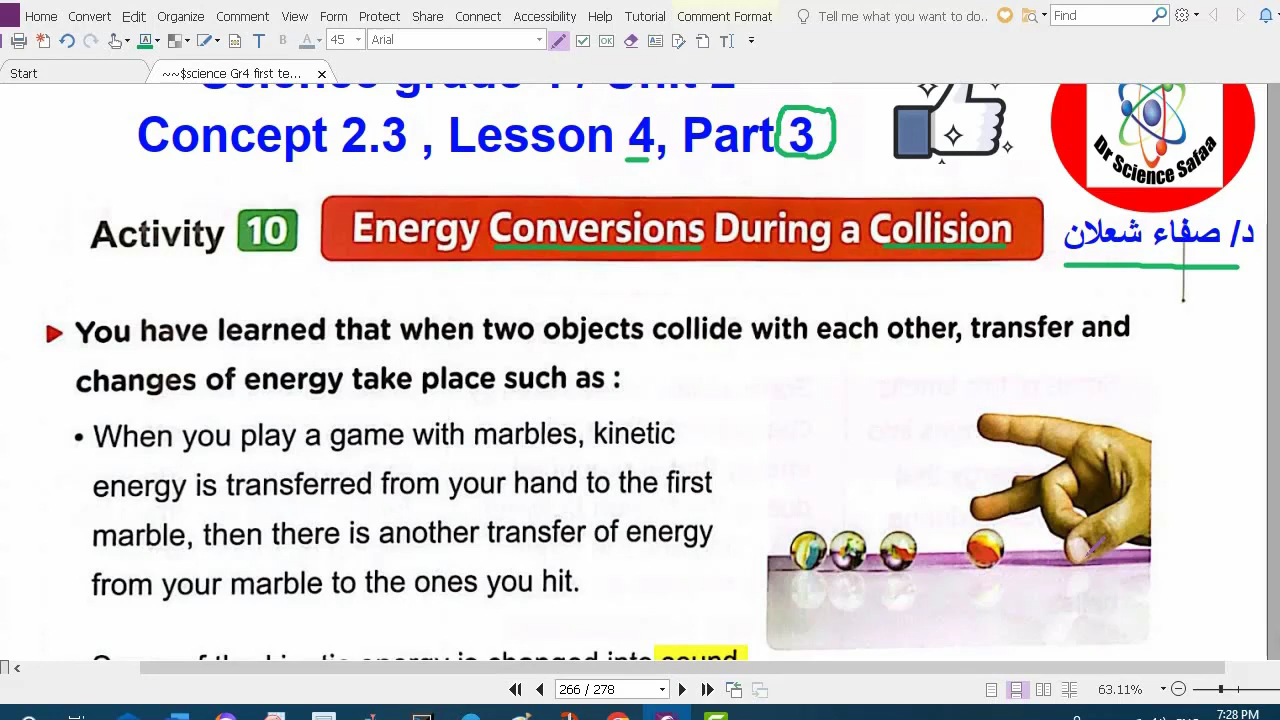 Home Convert Edit Organize Comment View Form Protect Share Connect Accessibility Help Tutorial Comment Format Tell me what you want to do.. Find
45 Arial
Start ~~$science Gr4 first te... ×
Concept 2.3 , Lesson 4, Part 3
Dr Science Safaa
Activity 10 Energy Conversions During a Collision
د/ صفاء شعلان
You have learned that when two objects collide with each other, transfer and
changes of energy take place such as :
• When you play a game with marbles, kinetic
energy is transferred from your hand to the first
marble, then there is another transfer of energy
from your marble to the ones you hit.
266 / 278
63.11%
7:28 PM